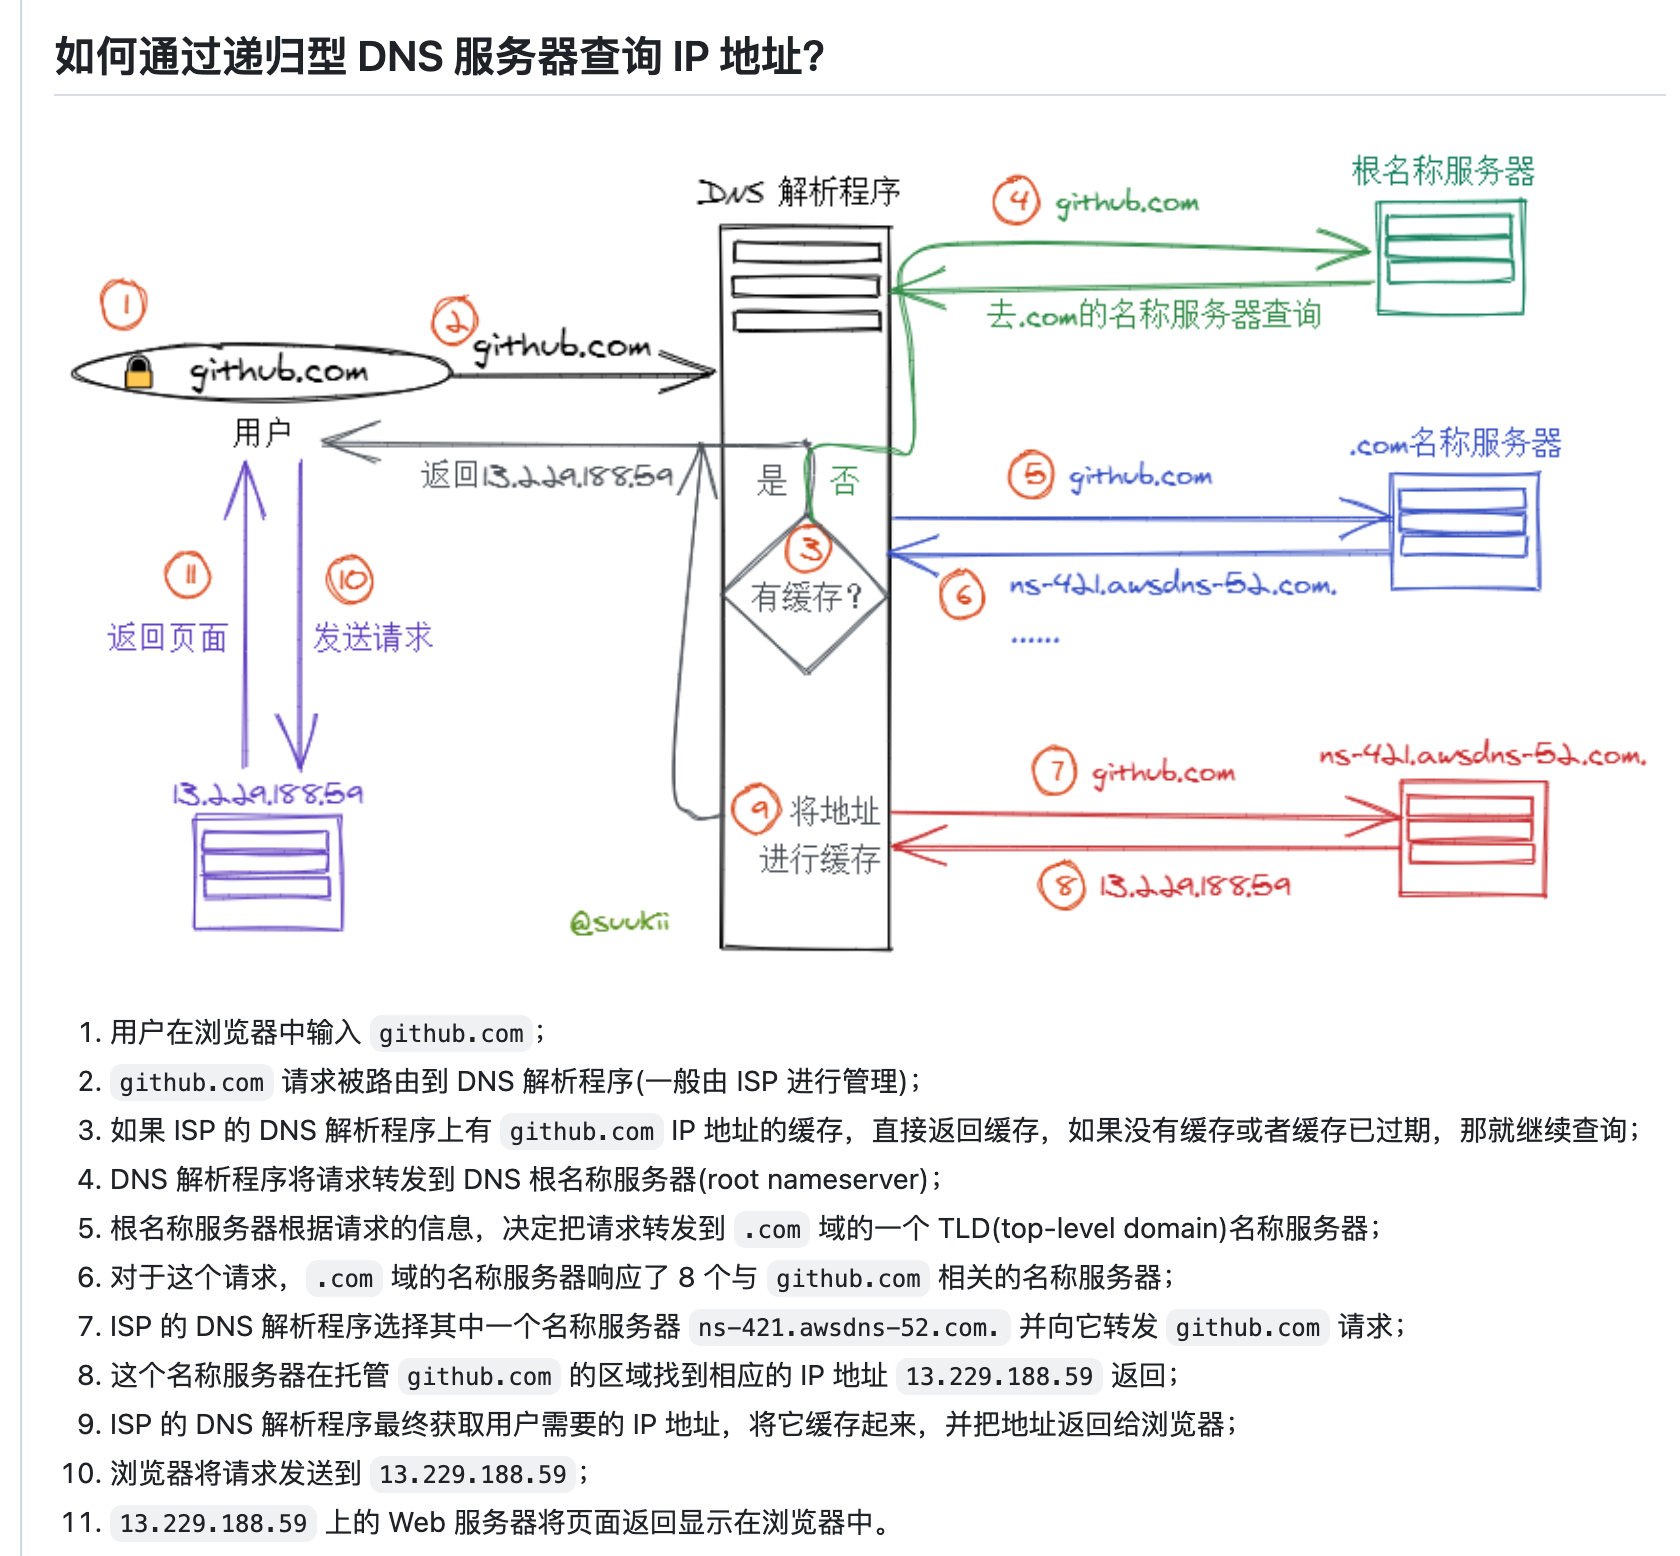 如何通过递归型 DNS 服务器查询 IP 地址?
DNS 解析程序
根名称服务器
4 github.com
去.com的名称服务器查询
1
2
github.com
github.com
用户
返回13.229.188.59
是
否
.com名称服务器
5 github.com
3
有缓存?
6 ns-421.awsdns-52.com.
......
11
10
返回页面
发送请求
ns-421.awsdns-52.com.
7 github.com
13.229.188.59
9 将地址
进行缓存
8 13.229.188.59
@suukii
1. 用户在浏览器中输入 github.com；
2. github.com 请求被路由到 DNS 解析程序(一般由 ISP 进行管理)；
3. 如果 ISP 的 DNS 解析程序上有 github.com IP 地址的缓存，直接返回缓存，如果没有缓存或者缓存已过期，那就继续查询；
4. DNS 解析程序将请求转发到 DNS 根名称服务器(root nameserver)；
5. 根名称服务器根据请求的信息，决定把请求转发到 .com 域的一个 TLD(top-level domain)名称服务器；
6. 对于这个请求，.com 域的名称服务器响应了 8 个与 github.com 相关的名称服务器；
7. ISP 的 DNS 解析程序选择其中一个名称服务器 ns-421.awsdns-52.com. 并向它转发 github.com 请求；
8. 这个名称服务器在托管 github.com 的区域找到相应的 IP 地址 13.229.188.59 返回；
9. ISP 的 DNS 解析程序最终获取用户需要的 IP 地址，将它缓存起来，并把地址返回给浏览器；
10. 浏览器将请求发送到 13.229.188.59；
11. 13.229.188.59 上的 Web 服务器将页面返回显示在浏览器中。